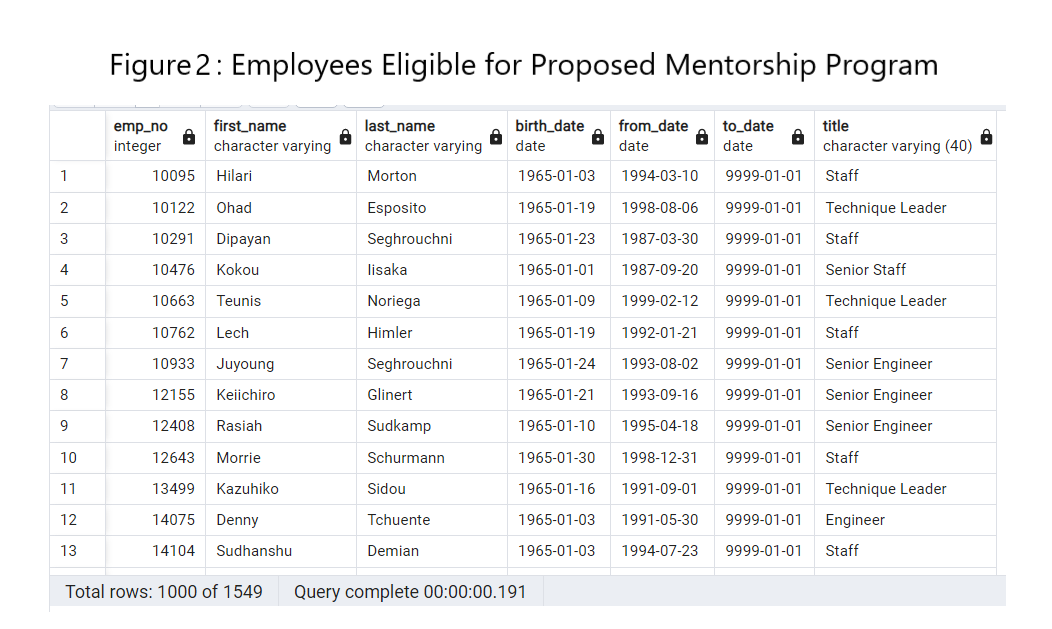 Figure 2 : Employees Eligible for Proposed Mentorship Program
emp_no first_name last_name birth_date from_date to_date title
integer character varying character varying date date date character varying (40)
1 10095 Hilari Morton 1965-01-03 1994-03-10 9999-01-01 Staff
2 10122 Ohad Esposito 1965-01-19 1998-08-06 9999-01-01 Technique Leader
3 10291 Dipayan Seghrouchni 1965-01-23 1987-03-30 9999-01-01 Staff
4 10476 Kokou Iisaka 1965-01-01 1987-09-20 9999-01-01 Senior Staff
5 10663 Teunis Noriega 1965-01-09 1999-02-12 9999-01-01 Technique Leader
6 10762 Lech Himler 1965-01-19 1992-01-21 9999-01-01 Staff
7 10933 Juyoung Seghrouchni 1965-01-24 1993-08-02 9999-01-01 Senior Engineer
8 12155 Keiichiro Glinert 1965-01-21 1993-09-16 9999-01-01 Senior Engineer
9 12408 Rasiah Sudkamp 1965-01-10 1995-04-18 9999-01-01 Senior Engineer
10 12643 Morrie Schurmann 1965-01-30 1998-12-31 9999-01-01 Staff
11 13499 Kazuhiko Sidou 1965-01-16 1991-09-01 9999-01-01 Technique Leader
12 14075 Denny Tchuente 1965-01-03 1991-05-30 9999-01-01 Engineer
13 14104 Sudhanshu Demian 1965-01-03 1994-07-23 9999-01-01 Staff
Total rows: 1000 of 1549 Query complete 00:00:00.191